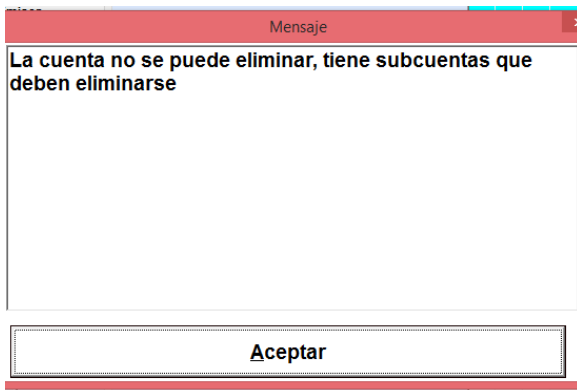 Mensaje
La cuenta no se puede eliminar, tiene subcuentas que
deben eliminarse
Aceptar